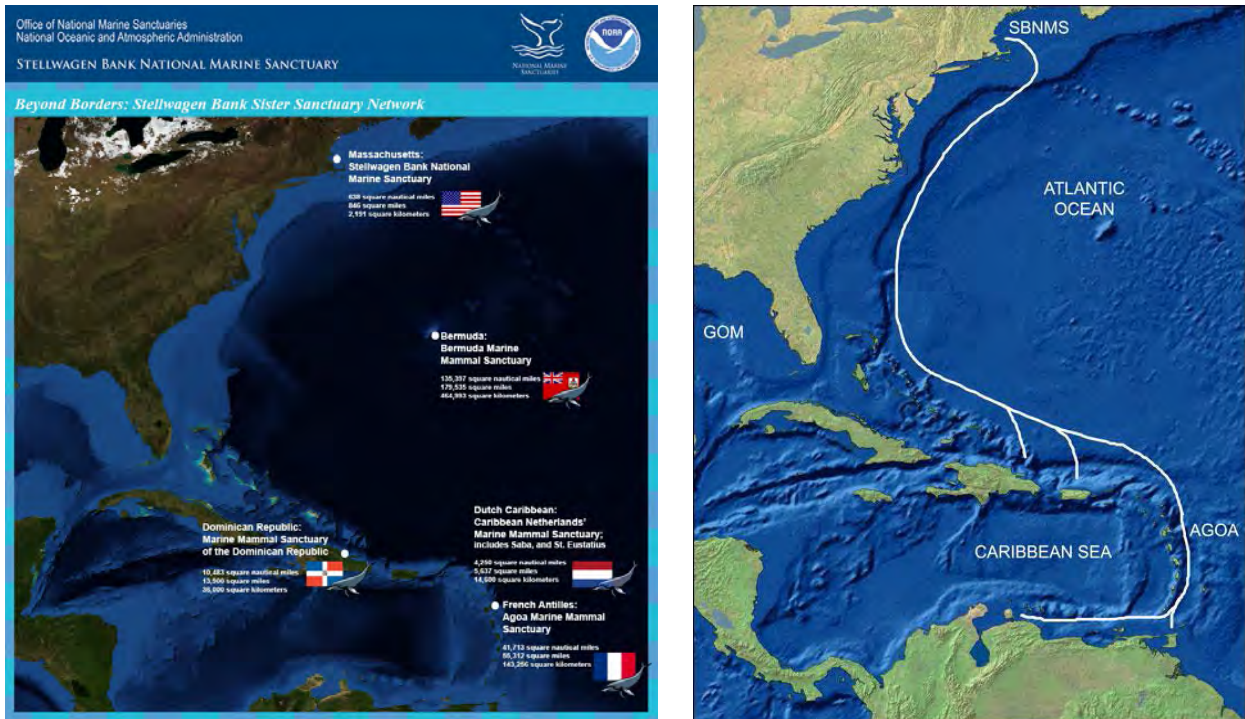 Office of National Marine Sanctuaries
National Oceanic and Atmospheric Administration
STELLWAGEN BANK NATIONAL MARINE SANCTUARY
NATIONAL MARINE
SANCTUARIES
NOAA
Beyond Borders: Stellwagen Bank Sister Sanctuary Network
Massachusetts:
Stellwagen Bank National
Marine Sanctuary
638 square nautical miles
846 square miles
2,191 square kilometers
Bermuda:
Bermuda Marine
Mammal Sanctuary
135,357 square nautical miles
179,535 square miles
464,993 square kilometers
Dominican Republic:
Marine Mammal Sanctuary
of the Dominican Republic
10,483 square nautical miles
13,900 square miles
36,000 square kilometers
Dutch Caribbean:
Caribbean Netherlands'
Marine Mammal Sanctuary;
includes Saba, and St. Eustatius
4,250 square nautical miles
5,637 square miles
14,600 square kilometers
French Antilles:
Agoa Marine Mammal
Sanctuary
41,713 square nautical miles
55,312 square miles
143,256 square kilometers
SBNMS
ATLANTIC
OCEAN
GOM
AGOA
CARIBBEAN SEA